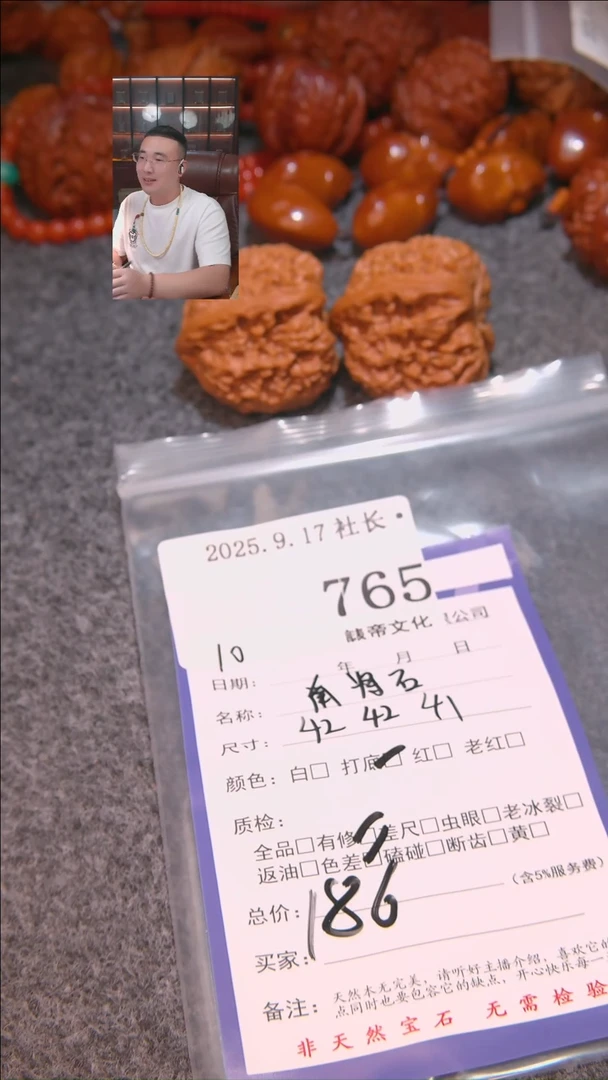 2025.9.17 社长
765
帝文化 公司
10
日期: 年 月 日
名称: 南将石
尺寸: 42 42 41
颜色: 白□ 打底 红□ 老红□
质检:
全品□有修 差尺□虫眼□老冰裂□
返油□色差□磕碰□断齿□黄□
总价: 186 (含5%服务费)
买家:
备注: 天然木无完美, 请听好主播介绍, 喜欢它的
点同时也要包容它的缺点, 开心快乐每一
非天然宝石 无需检验